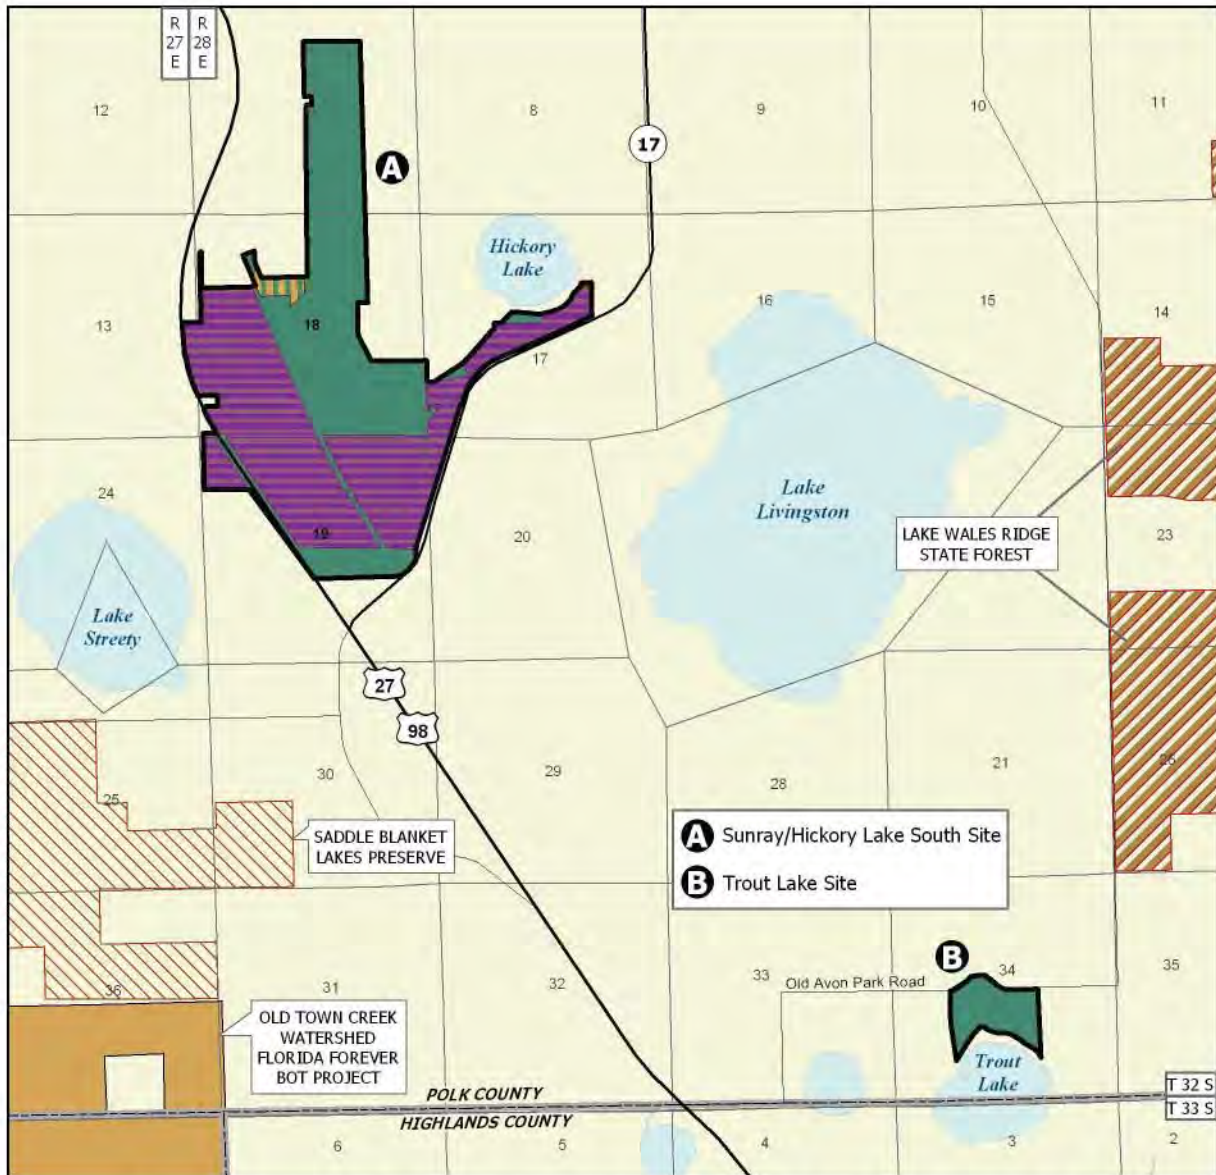 R
27
E
R
28
E
12
8
9
10
11
17
A
Hickory
Lake
13
18
17
16
15
14
24
19
20
Lake
Livingston
LAKE WALES RIDGE
STATE FOREST
23
Lake
Streety
27
98
25
30
29
28
21
26
SADDLE BLANKET
LAKES PRESERVE
A Sunray/Hickory Lake South Site
B Trout Lake Site
36
31
32
33
B
34
35
Old Avon Park Road
OLD TOWN CREEK
WATERSHED
FLORIDA FOREVER
BOT PROJECT
Trout
Lake
POLK COUNTY
HIGHLANDS COUNTY
T 32 S
T 33 S
6
5
4
3
2